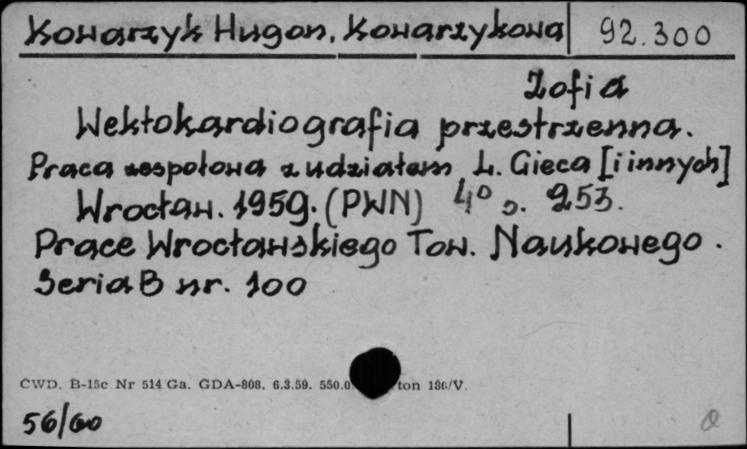 Kowarzyk Hugon, Kowarzykowa 92.300
Zofia
Wektokardiografia przestrzenna.
Praca zespołowa z udziałem L. Gieca [i innych]
Wrocław. 1959. (PWN) 4° s. 253.
Prace Wrocławskiego Tow. Naukowego.
Seria B nr. 100
CWD. B-15c Nr 514 Ga. GDA-808. 6.3.59. 550.0 ton 180/V.
56/60